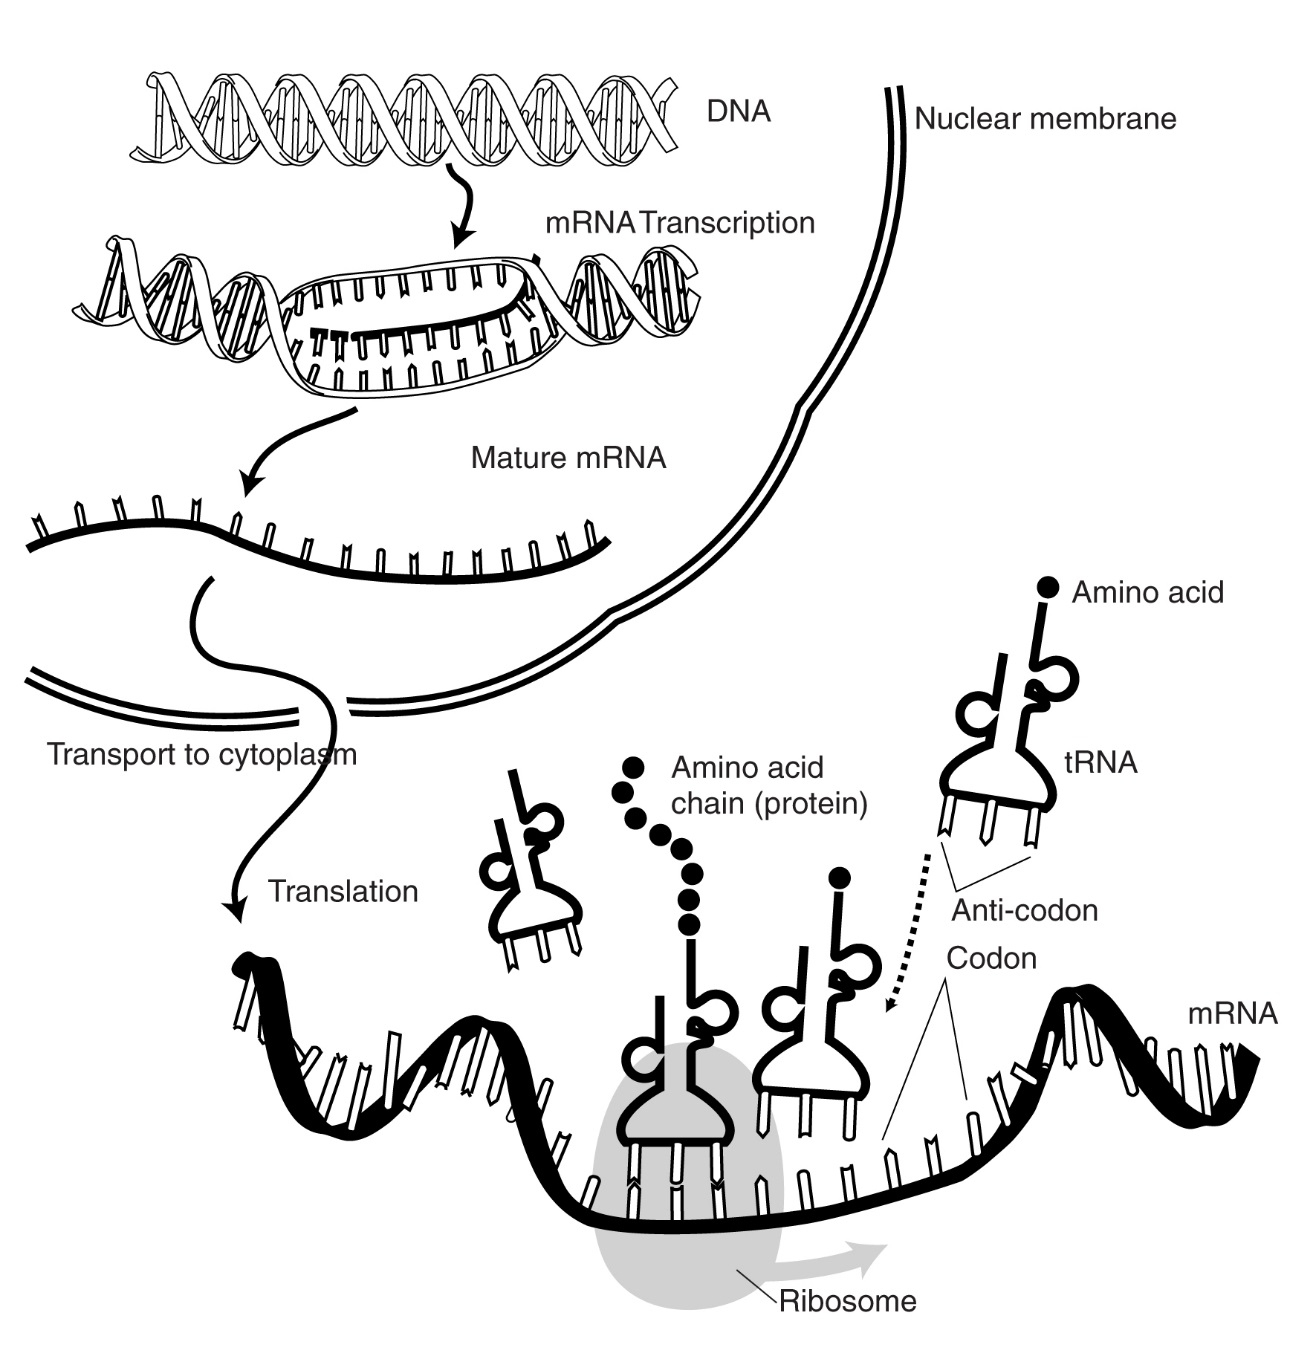 DNA
Nuclear membrane
mRNA Transcription
Mature mRNA
Amino acid
Transport to cytoplasm
tRNA
Amino acid
chain (protein)
Translation
Anti-codon
Codon
mRNA
Ribosome